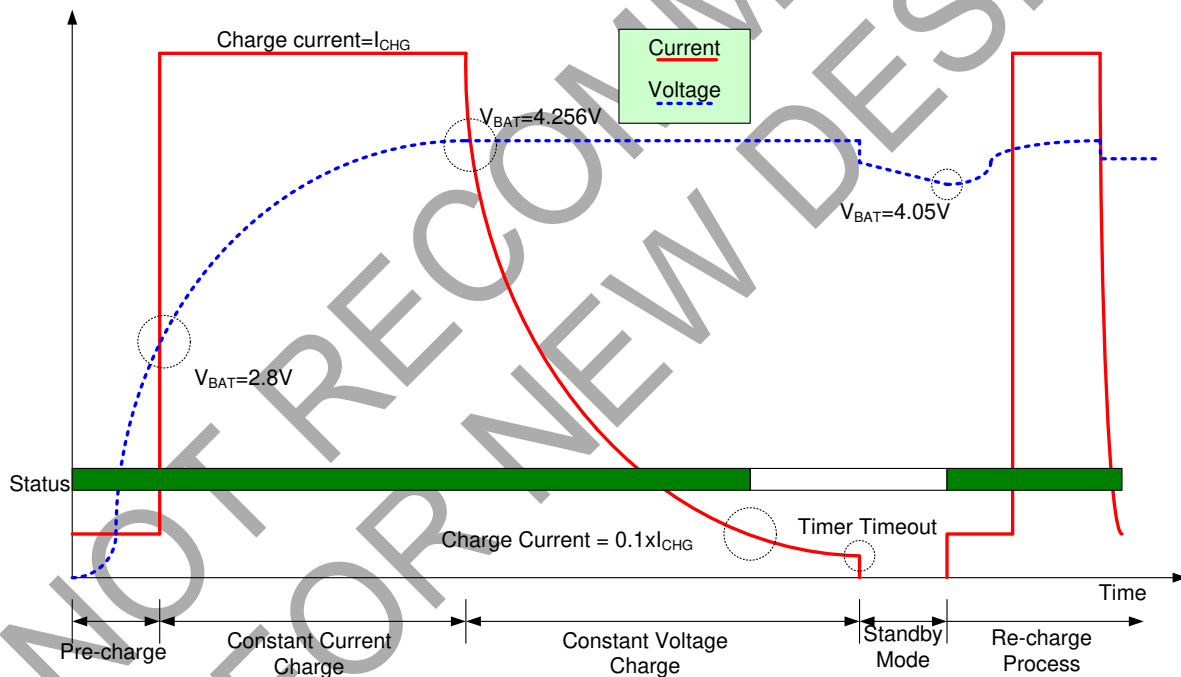 Charge current=ICHG
Current
Voltage
VBAT=4.256V
VBAT=4.05V
VBAT=2.8V
Status
Charge Current = 0.1xICHG
Timer Timeout
Time
Pre-charge
Constant Current
Charge
Constant Voltage
Charge
Standby
Mode
Re-charge
Process
NOT RECOMM
FOR NEW DES